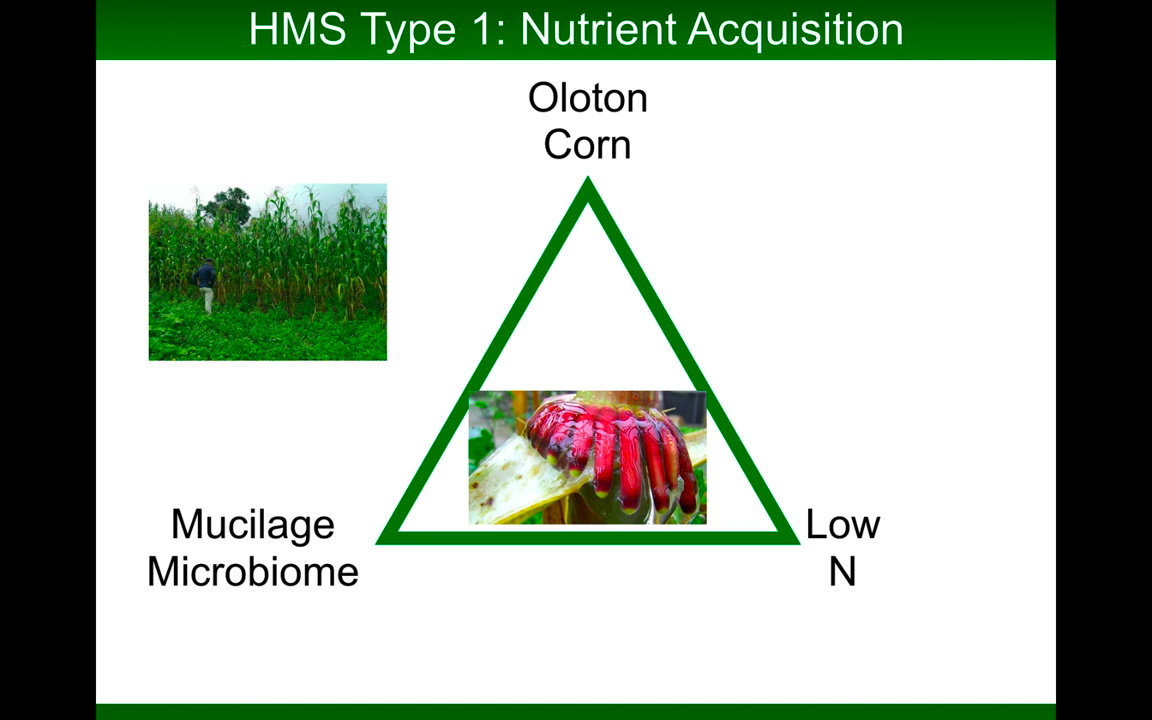 HMS Type 1: Nutrient Acquisition
Oloton
Corn
Mucilage
Microbiome
Low
N